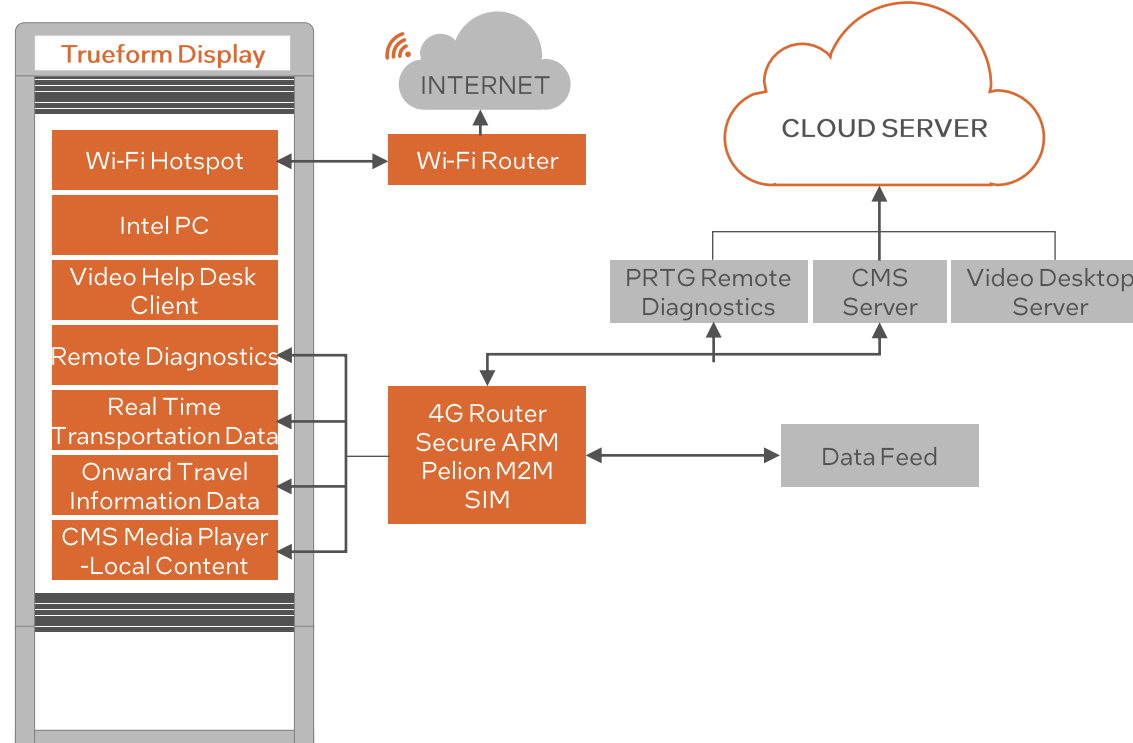 Trueform Display
INTERNET
CLOUD SERVER
Wi-Fi Hotspot
Wi-Fi Router
Intel PC
Video Help Desk
Client
PRTG Remote
Diagnostics
CMS
Server
Video Desktop
Server
Remote Diagnostics
Real Time
Transportation Data
Onward Travel
Information Data
CMS Media Player
-Local Content
4G Router
Secure ARM
Pelion M2M
SIM
Data Feed